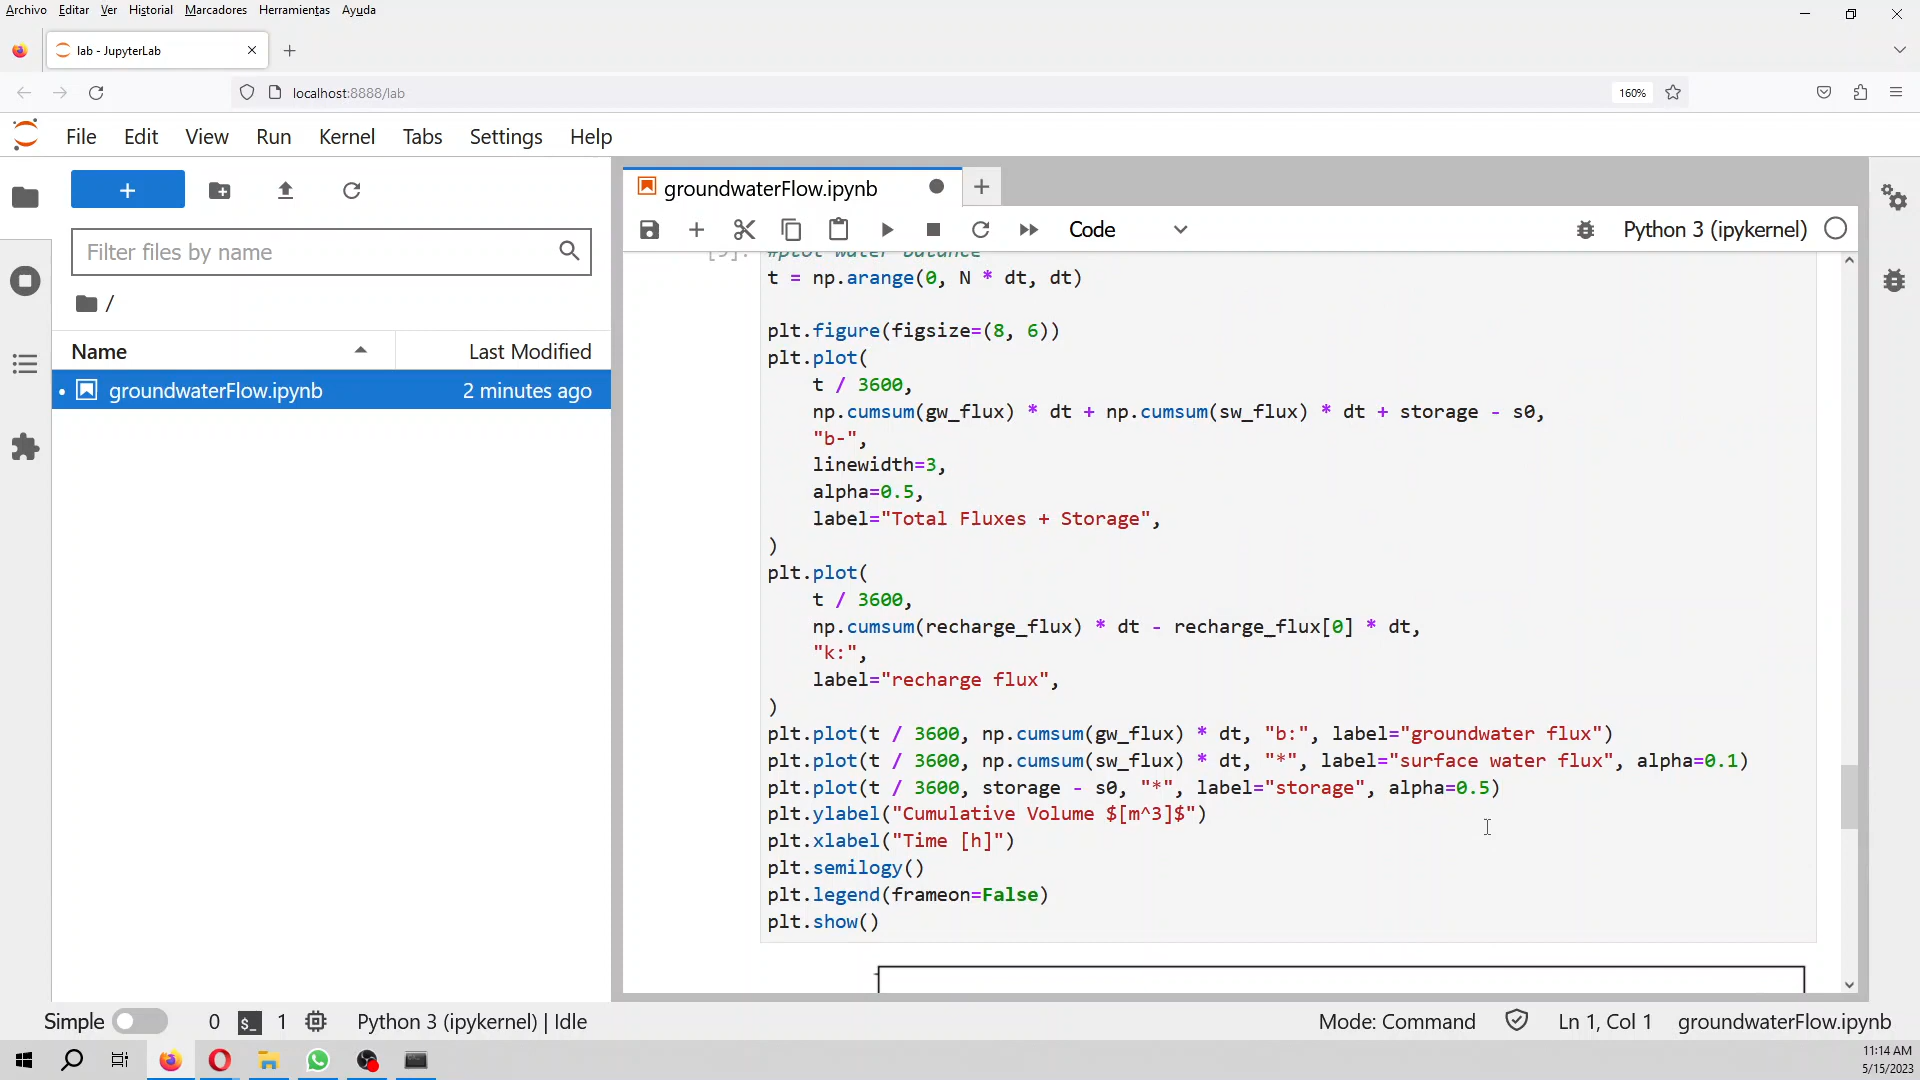 Archivo Editar Ver Historial Marcadores Herramientas Ayuda
lab - JupyterLab
localhost:8888/lab
160%
File Edit View Run Kernel Tabs Settings Help
groundwaterFlow.ipynb
Code
Python 3 (ipykernel)
Filter files by name
/
Name
Last Modified
groundwaterFlow.ipynb
2 minutes ago
#plot water balance
t = np.arange(0, N * dt, dt)
plt.figure(figsize=(8, 6))
plt.plot(
t / 3600,
np.cumsum(gw_flux) * dt + np.cumsum(sw_flux) * dt + storage - s0,
"b-",
linewidth=3,
alpha=0.5,
label="Total Fluxes + Storage",
)
plt.plot(
t / 3600,
np.cumsum(recharge_flux) * dt - recharge_flux[0] * dt,
"k:",
label="recharge flux",
)
plt.plot(t / 3600, np.cumsum(gw_flux) * dt, "b:", label="groundwater flux")
plt.plot(t / 3600, np.cumsum(sw_flux) * dt, "*", label="surface water flux", alpha=0.1)
plt.plot(t / 3600, storage - s0, "*", label="storage", alpha=0.5)
plt.ylabel("Cumulative Volume $[m^3]$")
plt.xlabel("Time [h]")
plt.semilogy()
plt.legend(frameon=False)
plt.show()
Simple
0
1
Python 3 (ipykernel) | Idle
Mode: Command
Ln 1, Col 1
groundwaterFlow.ipynb
11:14 AM
5/15/2023